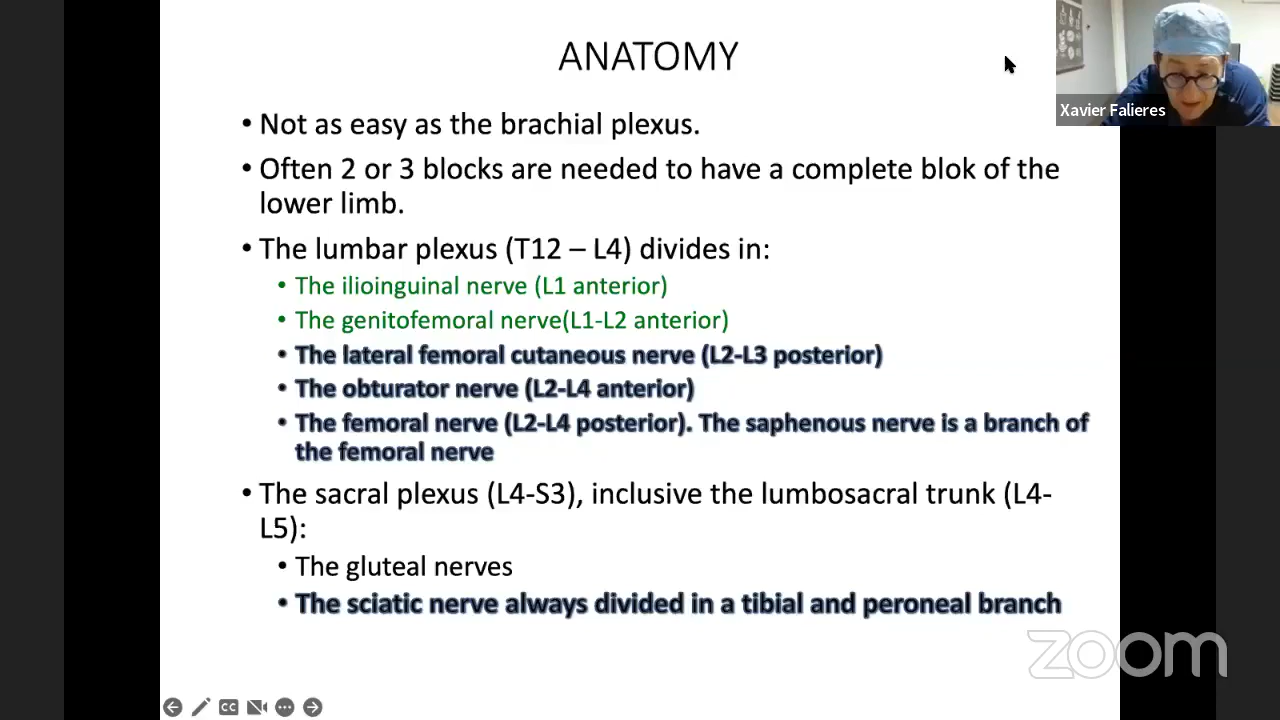 ANATOMY
Xavier Falieres
• Not as easy as the brachial plexus.
• Often 2 or 3 blocks are needed to have a complete blok of the
lower limb.
• The lumbar plexus (T12 – L4) divides in:
• The ilioinguinal nerve (L1 anterior)
• The genitofemoral nerve(L1-L2 anterior)
• The lateral femoral cutaneous nerve (L2-L3 posterior)
• The obturator nerve (L2-L4 anterior)
• The femoral nerve (L2-L4 posterior). The saphenous nerve is a branch of
the femoral nerve
• The sacral plexus (L4-S3), inclusive the lumbosacral trunk (L4-
L5):
• The gluteal nerves
• The sciatic nerve always divided in a tibial and peroneal branch
zoom
CC